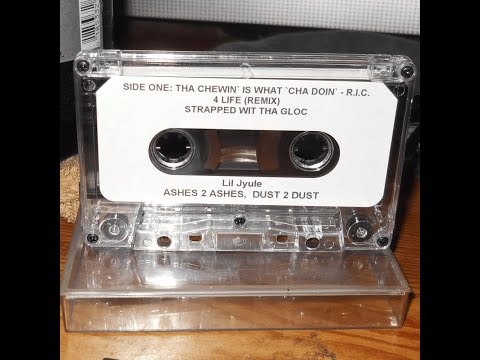 SIDE ONE: THA CHEWIN` IS WHAT `CHA DOIN` - R.I.C.
4 LIFE (REMIX)
STRAPPED WIT THA GLOC
Lil Jyule
ASHES 2 ASHES, DUST 2 DUST